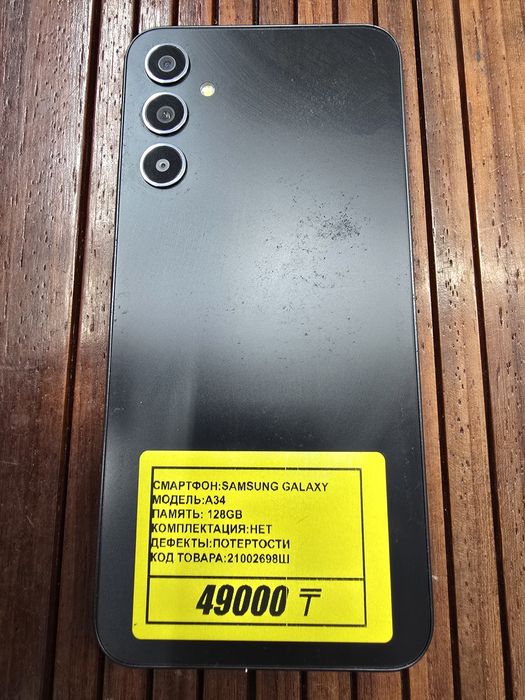 СМАРТФОН:SAMSUNG GALAXY
МОДЕЛЬ:A34
ПАМЯТЬ: 128GB
КОМПЛЕКТАЦИЯ:НЕТ
ДЕФЕКТЫ:ПОТЕРТОСТИ
КОД ТОВАРА:21002698Ш
49000 ₸